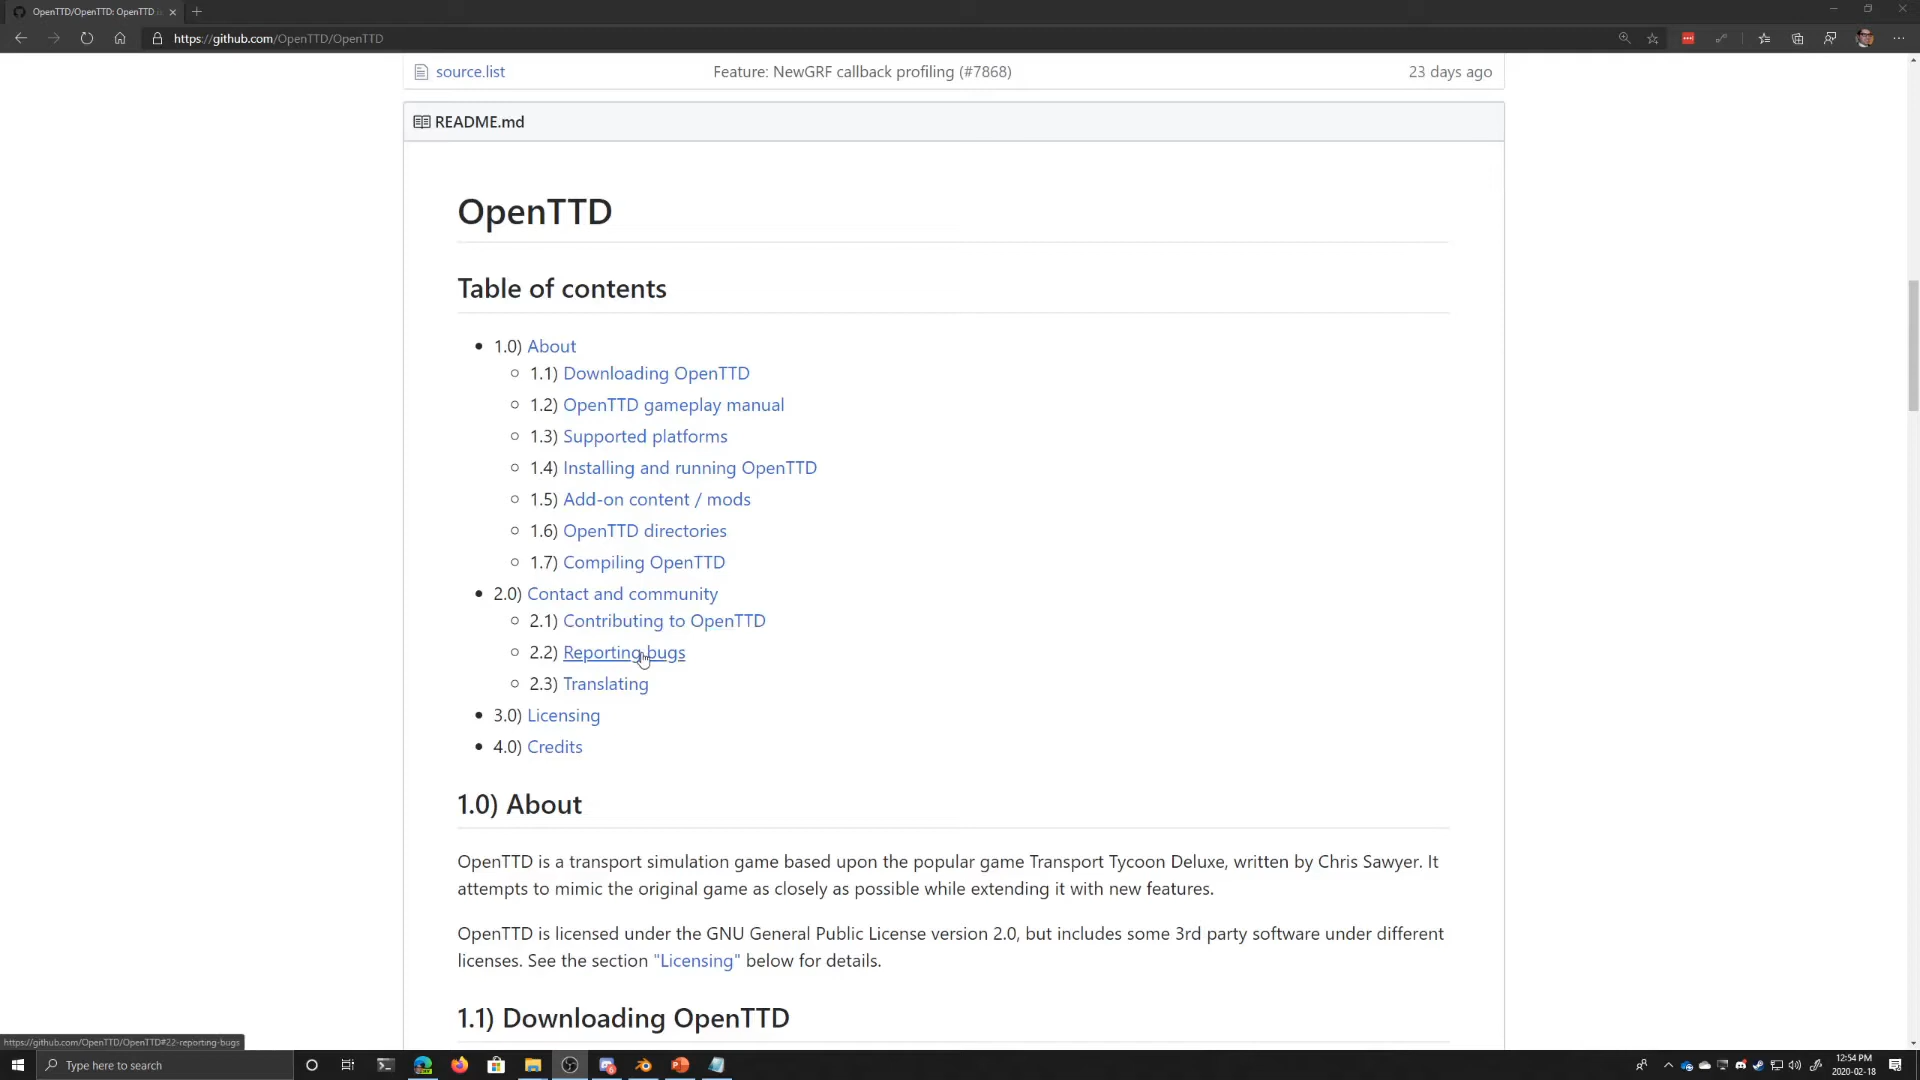 OpenTTD/OpenTTD: OpenTTD is
https://github.com/OpenTTD/OpenTTD
source.list Feature: NewGRF callback profiling (#7868) 23 days ago
README.md
OpenTTD
Table of contents
1.0) About
1.1) Downloading OpenTTD
1.2) OpenTTD gameplay manual
1.3) Supported platforms
1.4) Installing and running OpenTTD
1.5) Add-on content / mods
1.6) OpenTTD directories
1.7) Compiling OpenTTD
2.0) Contact and community
2.1) Contributing to OpenTTD
2.2) Reporting bugs
2.3) Translating
3.0) Licensing
4.0) Credits
1.0) About
OpenTTD is a transport simulation game based upon the popular game Transport Tycoon Deluxe, written by Chris Sawyer. It
attempts to mimic the original game as closely as possible while extending it with new features.
OpenTTD is licensed under the GNU General Public License version 2.0, but includes some 3rd party software under different
licenses. See the section "Licensing" below for details.
1.1) Downloading OpenTTD
https://github.com/OpenTTD/OpenTTD#22-reporting-bugs
Type here to search
12:54 PM
2020-02-18